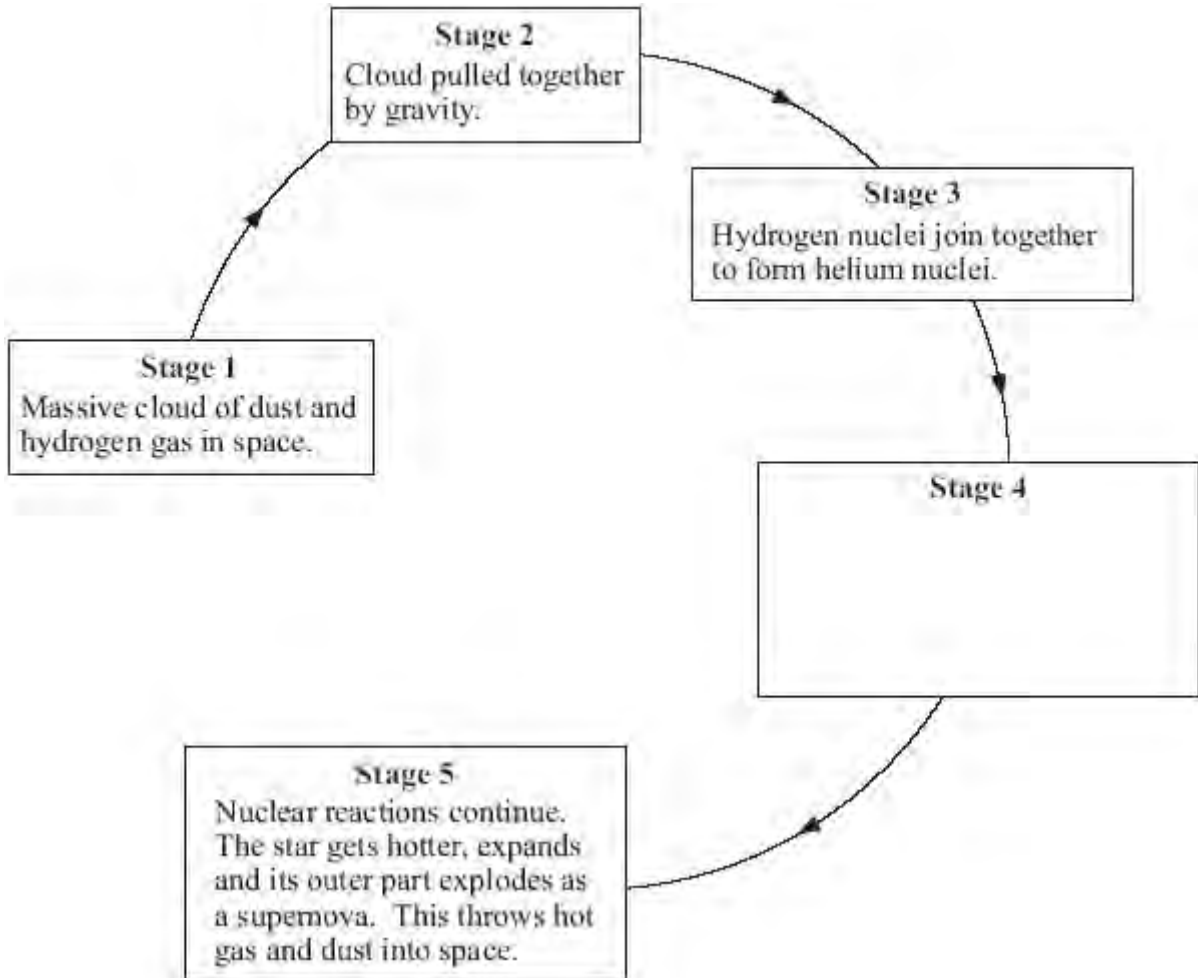 Stage 1
Massive cloud of dust and
hydrogen gas in space.
Stage 2
Cloud pulled together
by gravity.
Stage 3
Hydrogen nuclei join together
to form helium nuclei.
Stage 4
Stage 5
Nuclear reactions continue.
The star gets hotter, expands
and its outer part explodes as
a supernova. This throws hot
gas and dust into space.